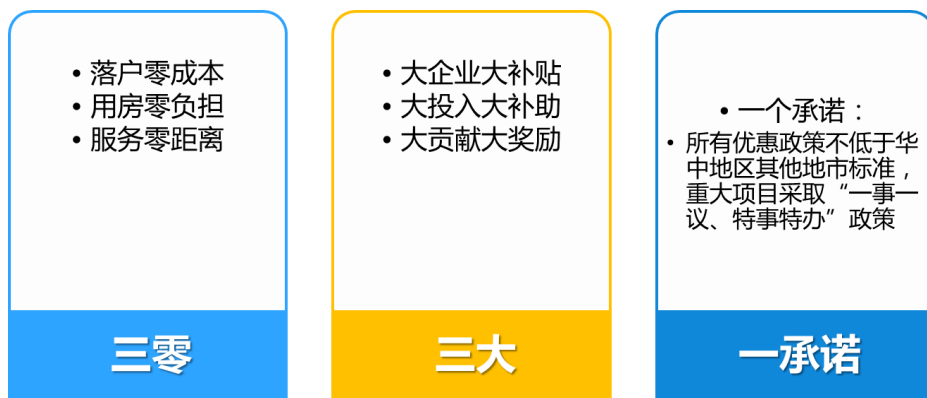 • 落户零成本
• 用房零负担
• 服务零距离
三零
• 大企业大补贴
• 大投入大补助
• 大贡献大奖励
三大
• 一个承诺：
• 所有优惠政策不低于华
中地区其他地市标准，
重大项目采取“一事一
议、特事特办”政策
一承诺